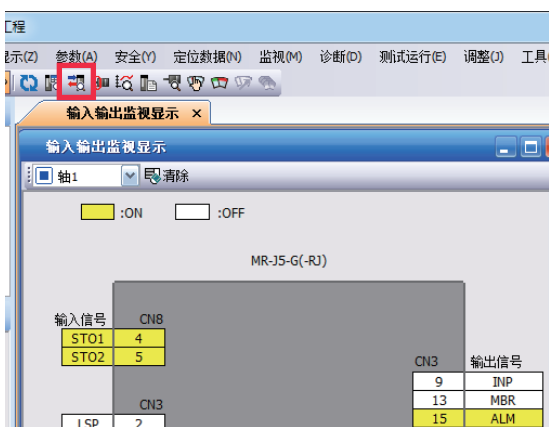 工程
显示(Z) 参数(A) 安全(Y) 定位数据(N) 监视(M) 诊断(D) 测试运行(E) 调整(J) 工具
输入输出监视显示 ×
输入输出监视显示
轴1 清除
:ON :OFF
MR-J5-G(-RJ)
输入信号 CN8
STO1 4
STO2 5
CN3 输出信号
9 INP
13 MBR
CN3
15 ALM
LSP 2